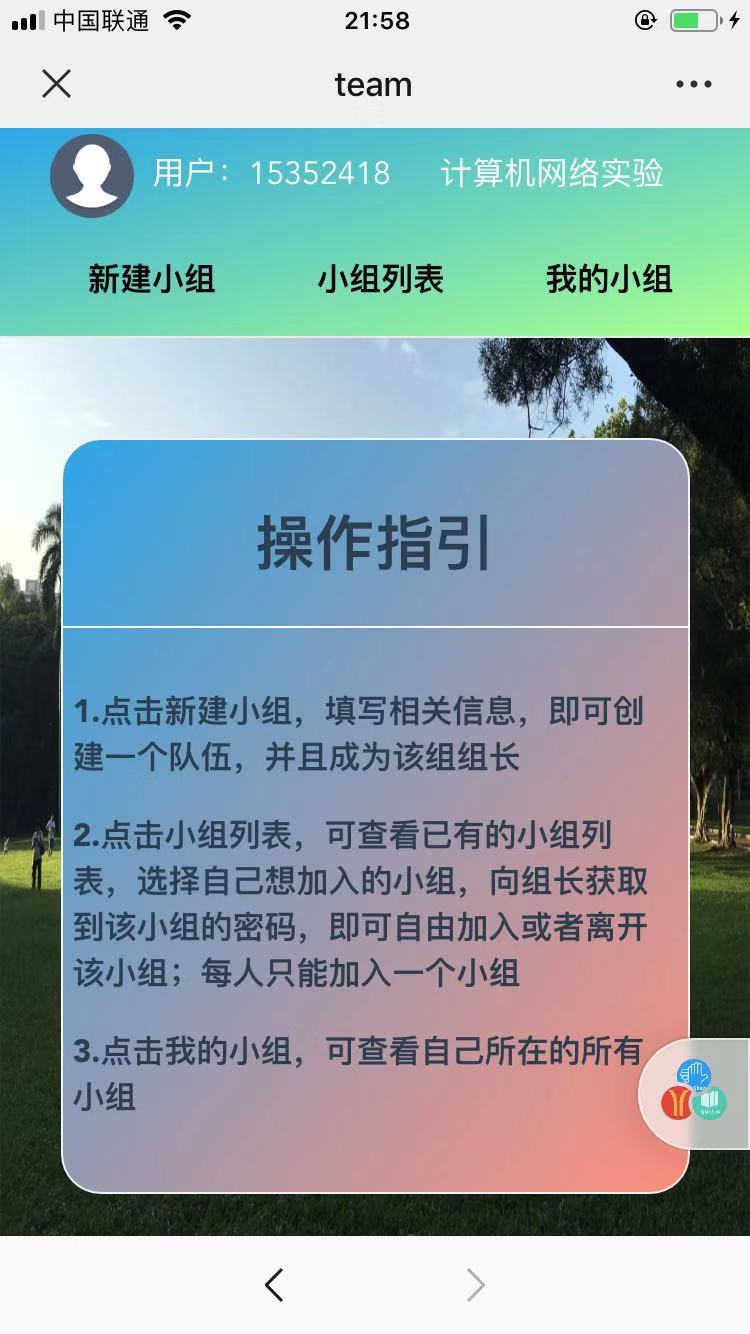 中国联通
21:58
team
用户：15352418 计算机网络实验
新建小组 小组列表 我的小组
操作指引
1.点击新建小组，填写相关信息，即可创
建一个队伍，并且成为该组组长
2.点击小组列表，可查看已有的小组列
表，选择自己想加入的小组，向组长获取
到该小组的密码，即可自由加入或者离开
该小组；每人只能加入一个小组
3.点击我的小组，可查看自己所在的所有
小组